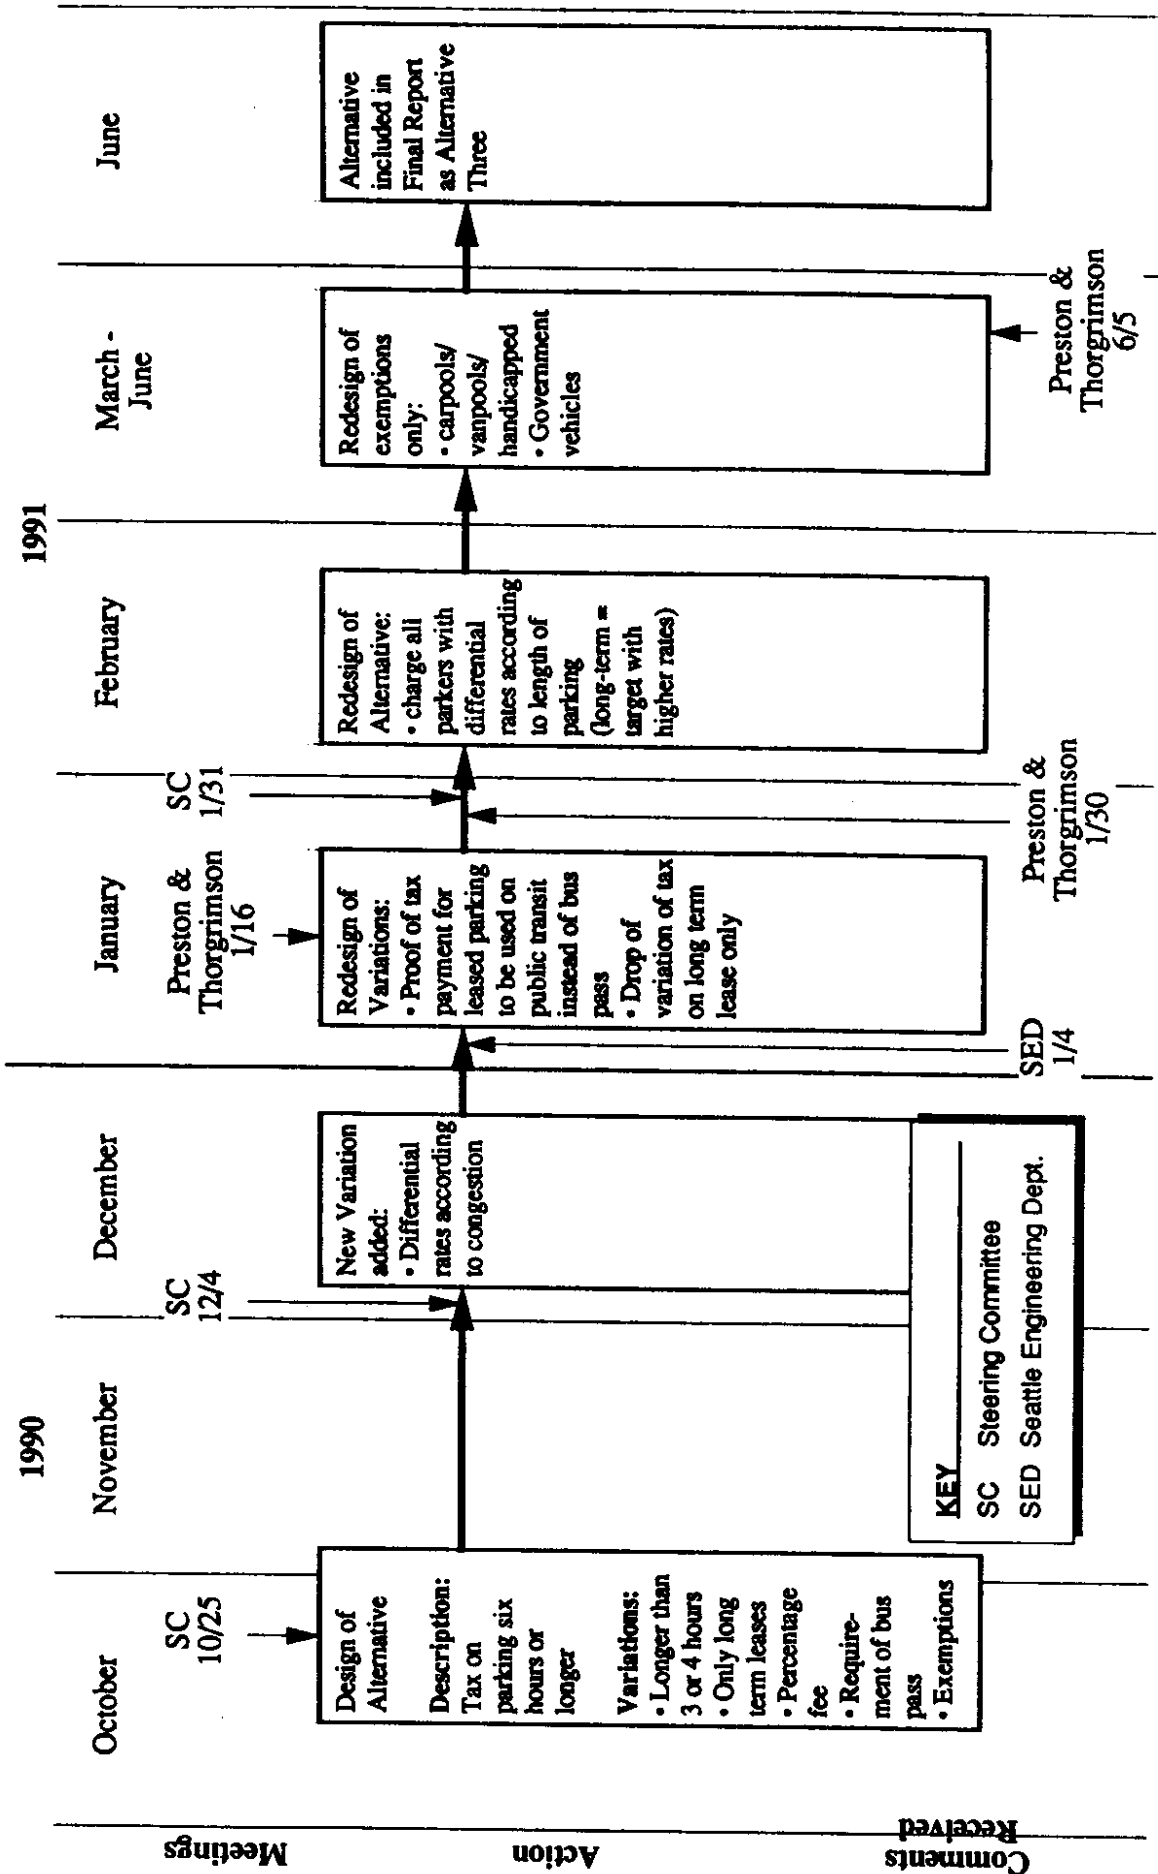 1990
1991
October
November
December
January
February
March -
June
June
Meetings
SC
10/25
SC
12/4
Preston &
Thorgrimson
1/16
SC
1/31
Action
Design of
Alternative
Description:
Tax on
parking six
hours or
longer
Variations:
• Longer than
3 or 4 hours
• Only long
term leases
• Percentage
fee
• Require-
ment of bus
pass
• Exemptions
New Variation
added:
• Differential
rates according
to congestion
Redesign of
Variations:
• Proof of tax
payment for
leased parking
to be used on
public transit
instead of bus
pass
• Drop of
variation of tax
on long term
lease only
Redesign of
Alternative:
• charge all
parkers with
differential
rates according
to length of
parking
(long-term =
target with
higher rates)
Redesign of
exemptions
only:
• carpools/
vanpools/
handicapped
• Government
vehicles
Alternative
included in
Final Report
as Alternative
Three
Comments
Received
SED
1/4
Preston &
Thorgrimson
1/30
Preston &
Thorgrimson
6/5
KEY
SC Steering Committee
SED Seattle Engineering Dept.